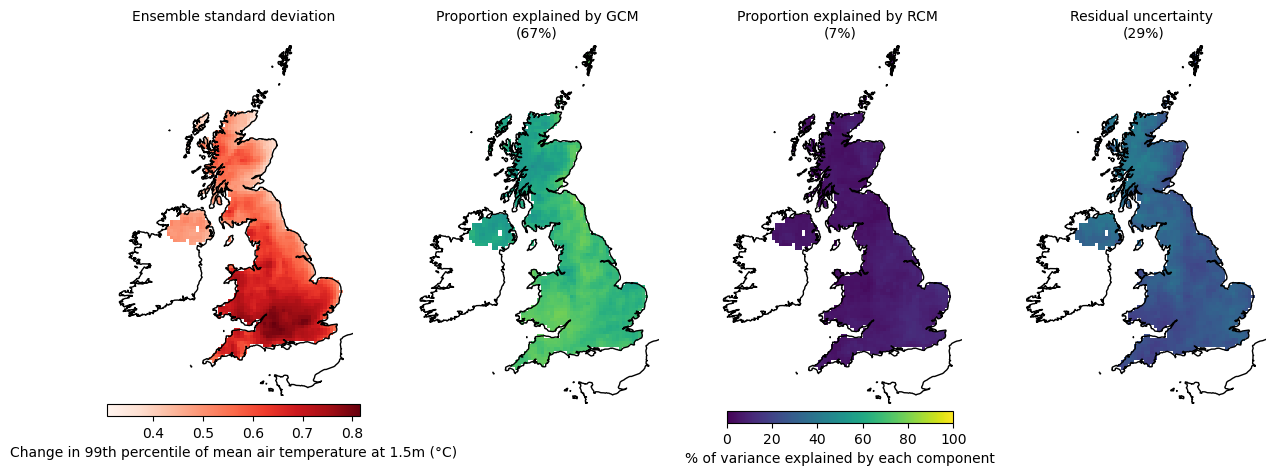 Ensemble standard deviation
Proportion explained by GCM
(67%)
Proportion explained by RCM
(7%)
Residual uncertainty
(29%)
0.4 0.5 0.6 0.7 0.8
Change in 99th percentile of mean air temperature at 1.5m (°C)
0 20 40 60 80 100
% of variance explained by each component